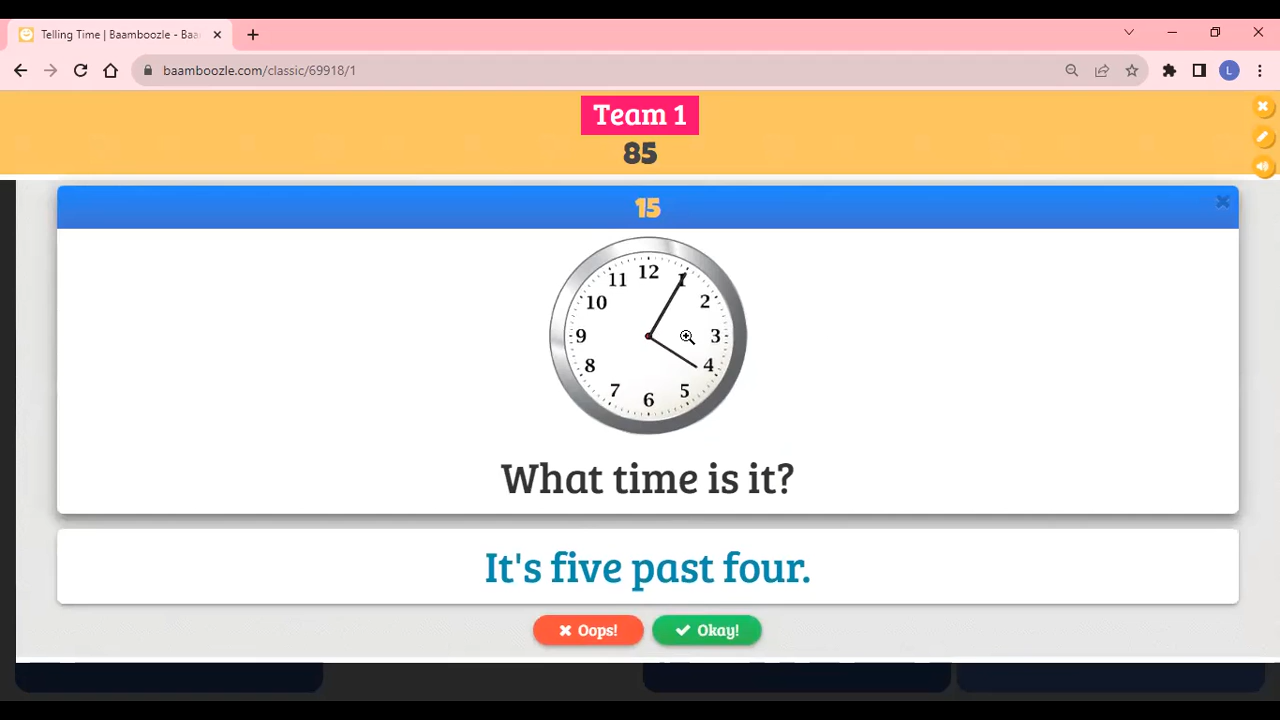 Telling Time | Baamboozle - Baa
baamboozle.com/classic/69918/1
L
Team 1
85
15
12
11
1
10
2
9
3
8
4
7
5
6
What time is it?
It's five past four.
Oops!
Okay!